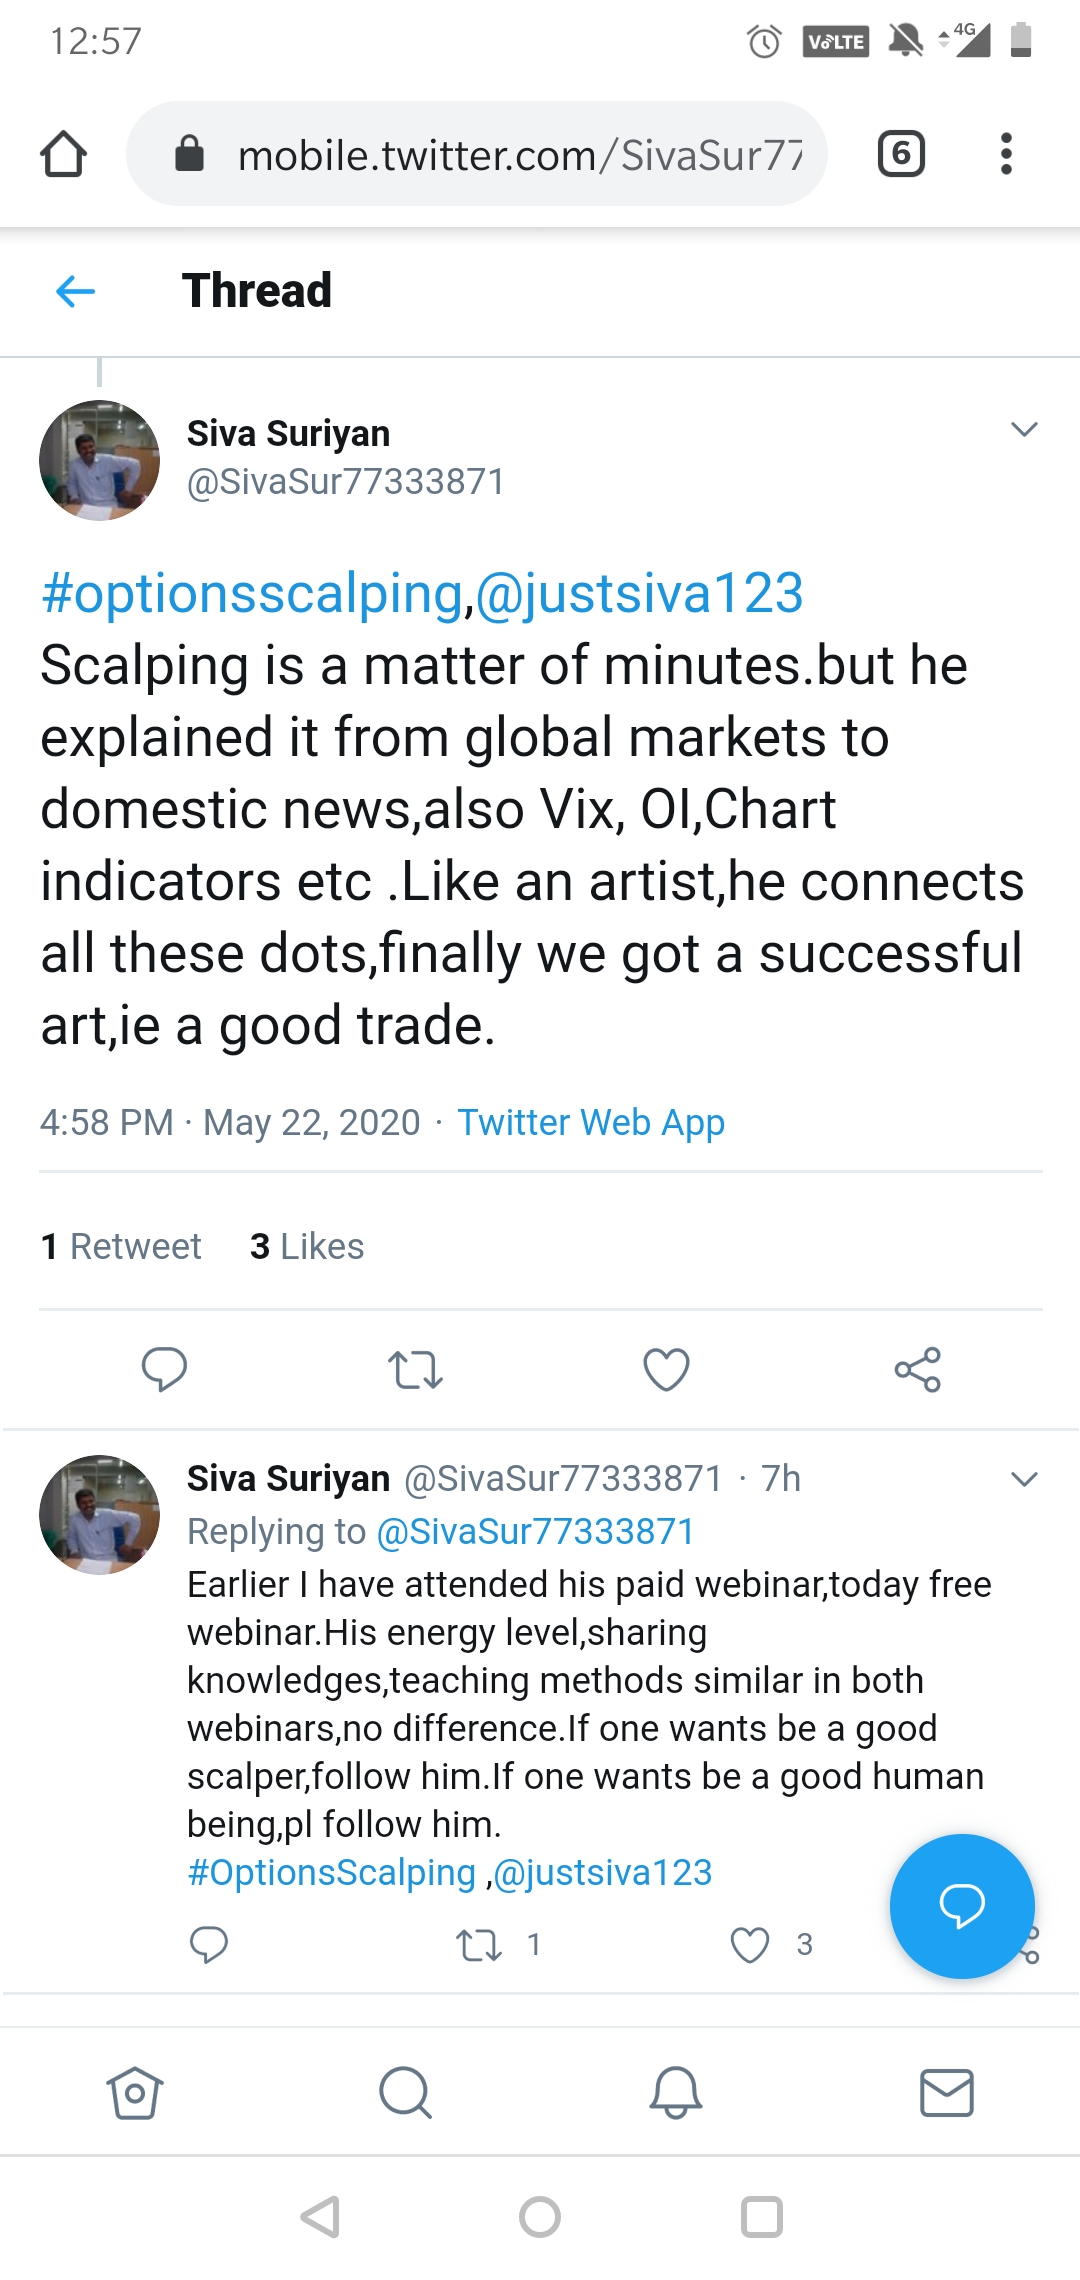 12:57
VoLTE
4G
mobile.twitter.com/SivaSur77
6
Thread
Siva Suriyan
@SivaSur77333871
#optionsscalping,@justsiva123
Scalping is a matter of minutes.but he
explained it from global markets to
domestic news,also Vix, OI,Chart
indicators etc .Like an artist,he connects
all these dots,finally we got a successful
art,ie a good trade.
4:58 PM · May 22, 2020 · Twitter Web App
1 Retweet 3 Likes
Siva Suriyan @SivaSur77333871 · 7h
Replying to @SivaSur77333871
Earlier I have attended his paid webinar,today free
webinar.His energy level,sharing
knowledges,teaching methods similar in both
webinars,no difference.If one wants be a good
scalper,follow him.If one wants be a good human
being,pl follow him.
#OptionsScalping ,@justsiva123
1 3